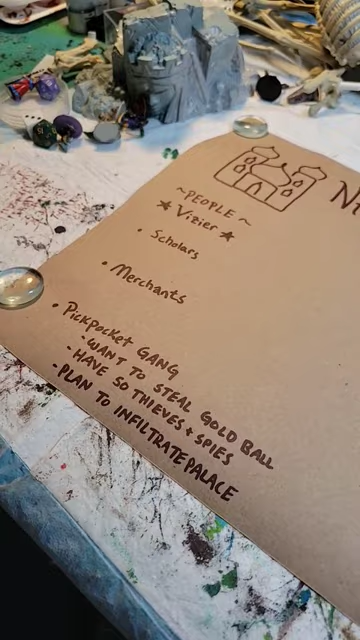 ~PEOPLE~
★ Vizier ★
• Scholars
• Merchants
• Pickpocket GANG
-WANT TO STEAL GOLD BALL
-HAVE 50 THIEVES + SPIES
-PLAN TO INFILTRATE PALACE